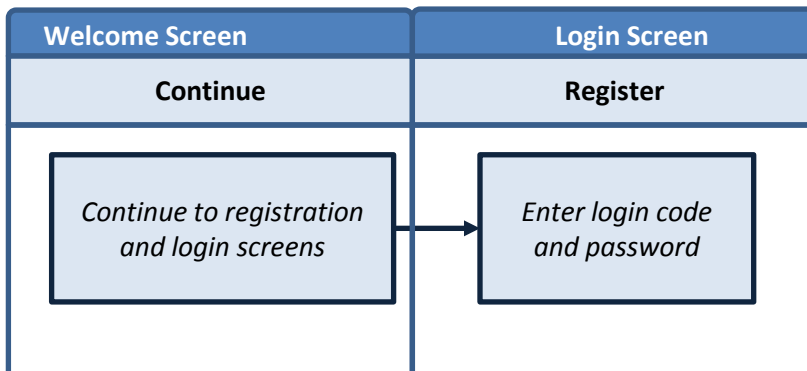 Welcome Screen
Login Screen
Continue
Register
Continue to registration
and login screens
Enter login code
and password